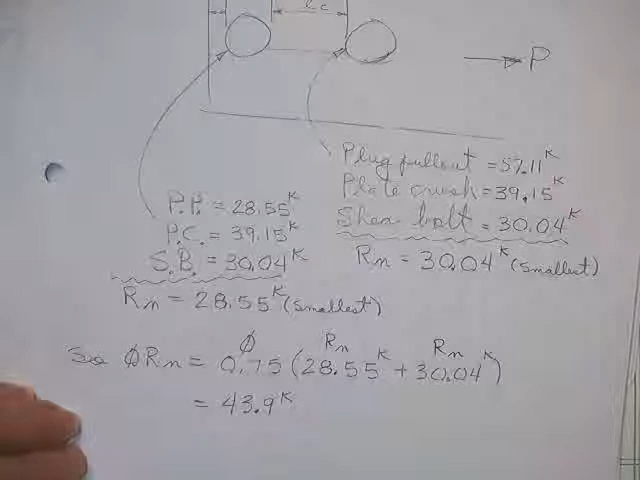 Lc
P
Plug pullout = 57.11K
Plate crush = 39.15K
Shear bolt = 30.04K
Rn = 30.04K (smallest)
P.P. = 28.55K
P.C. = 39.15K
S.B. = 30.04K
Rn = 28.55K (smallest)
ϕ Rn Rn
So ϕRn = 0.75 (28.55K + 30.04K)
= 43.9K